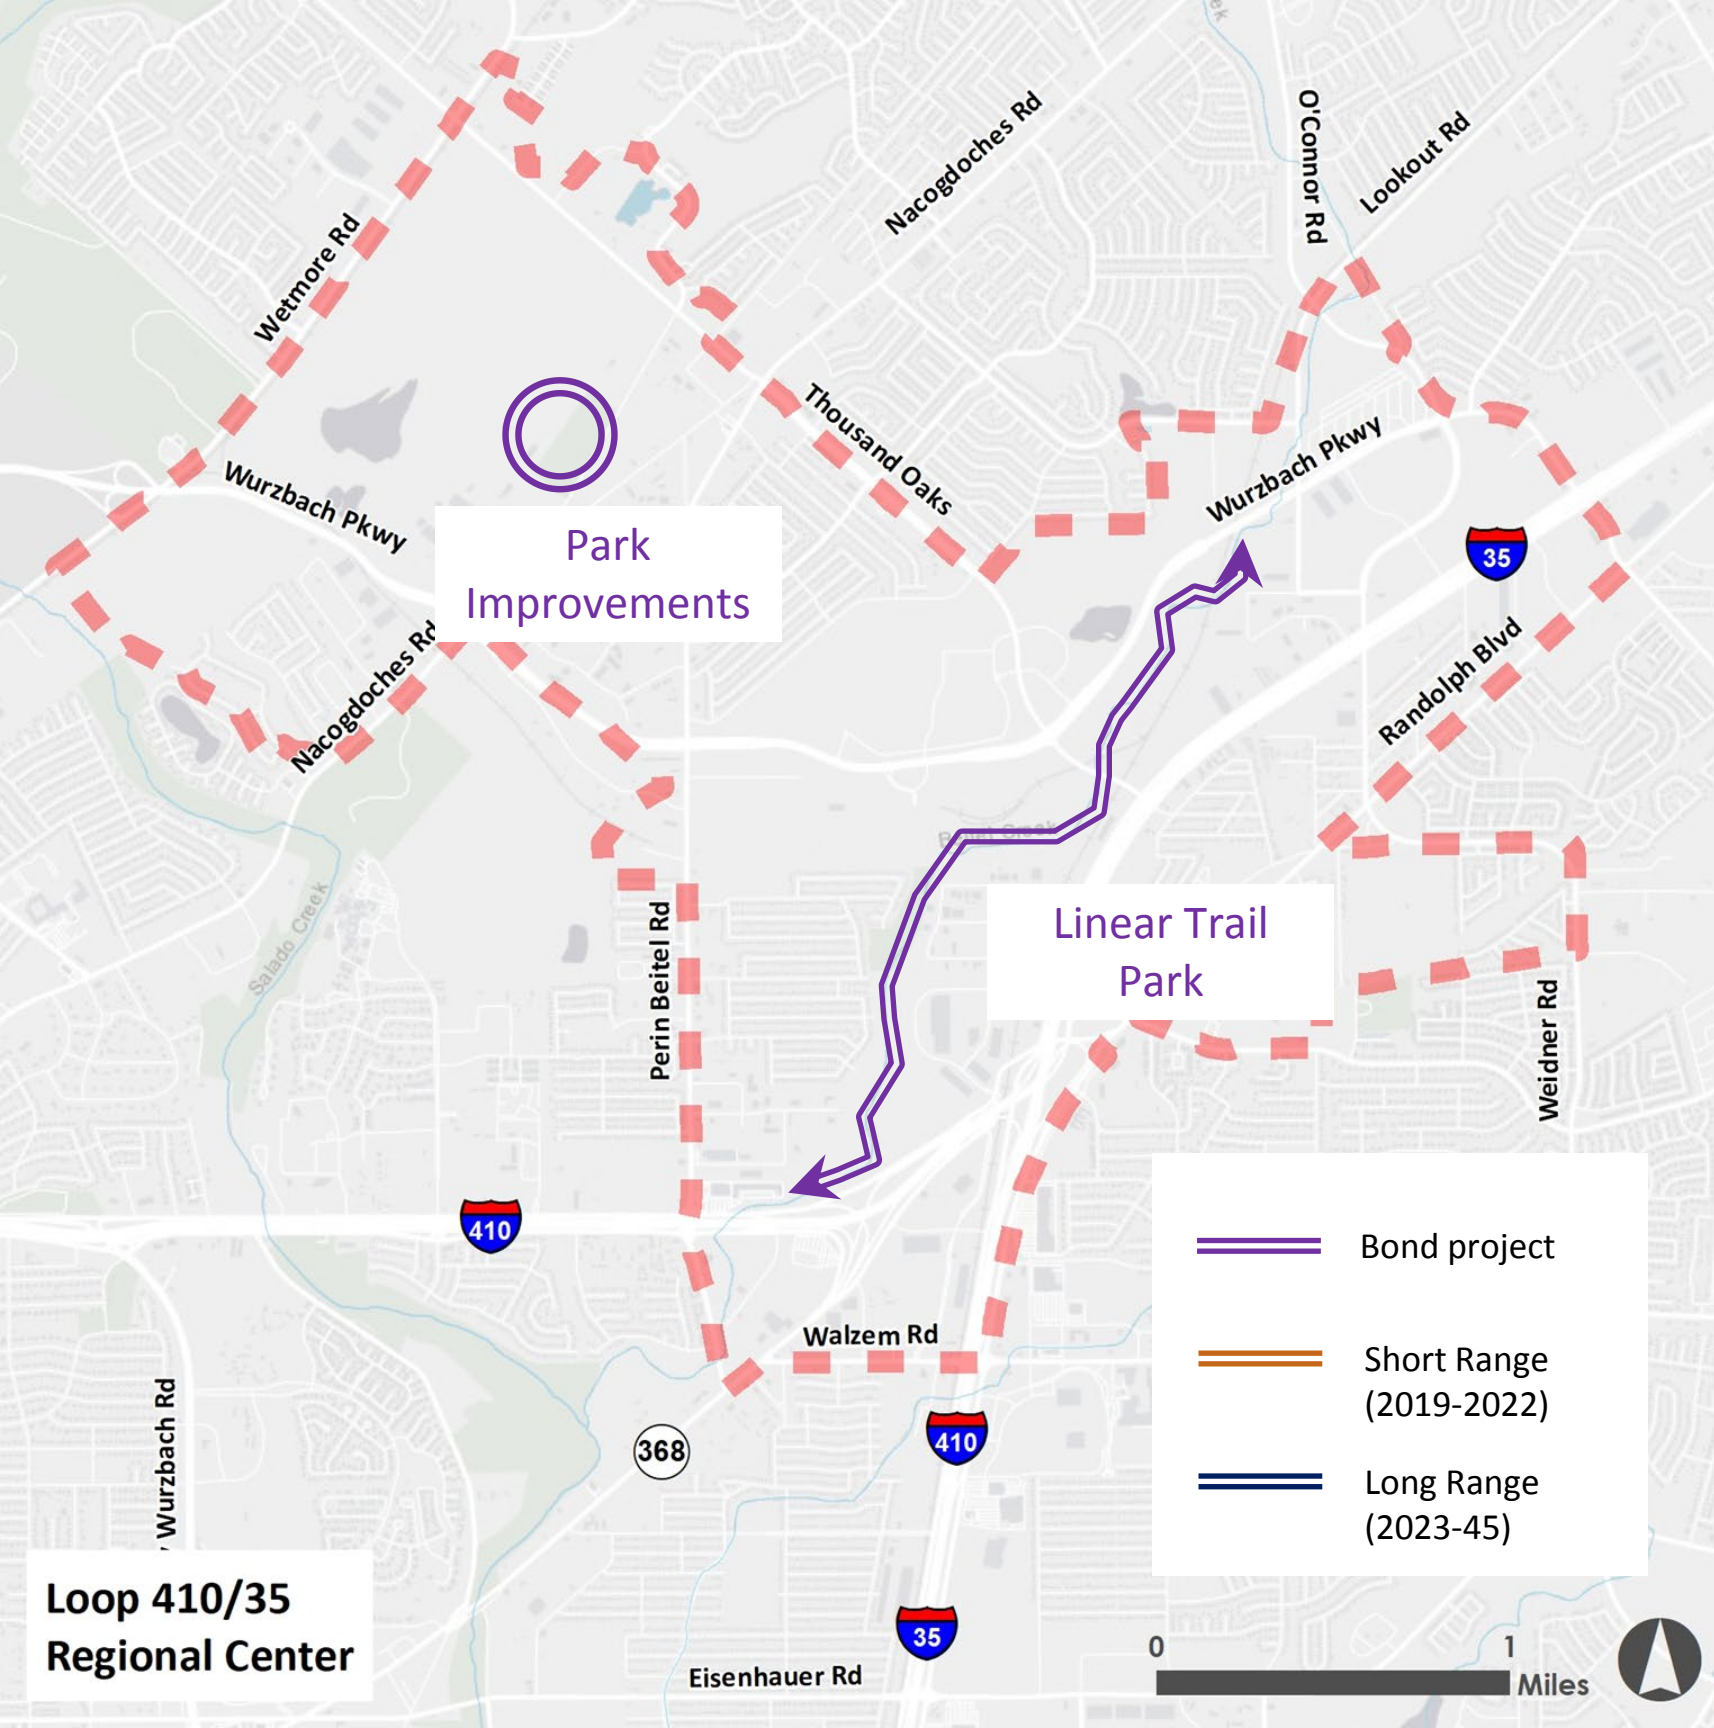 ek
Nacogdoches Rd
O'Connor Rd
Lookout Rd
Wetmore Rd
Thousand Oaks
Wurzbach Pkwy
Wurzbach Pkwy
35
Park
Improvements
Nacogdoches Rd
Randolph Blvd
Salado Creek
Perin Beitel Rd
Linear Trail
Park
Weidner Rd
410
Bond project
Walzem Rd
Short Range
(2019-2022)
Wurzbach Rd
368
410
Long Range
(2023-45)
Loop 410/35
Regional Center
35
Eisenhauer Rd
0 1
Miles